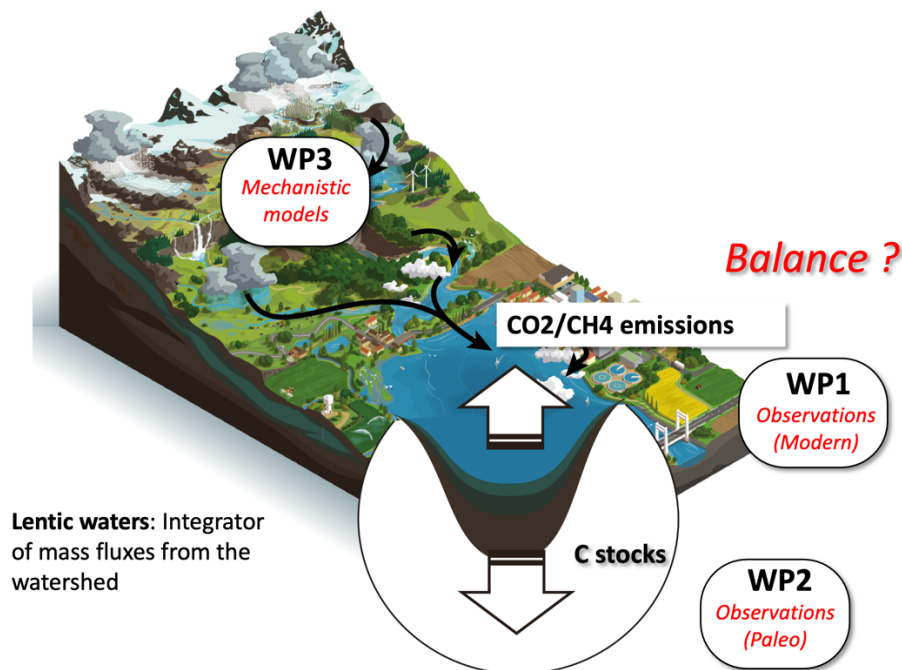 WP3
Mechanistic
models
Balance ?
CO2/CH4 emissions
WP1
Observations
(Modern)
Lentic waters: Integrator
of mass fluxes from the
watershed
C stocks
WP2
Observations
(Paleo)